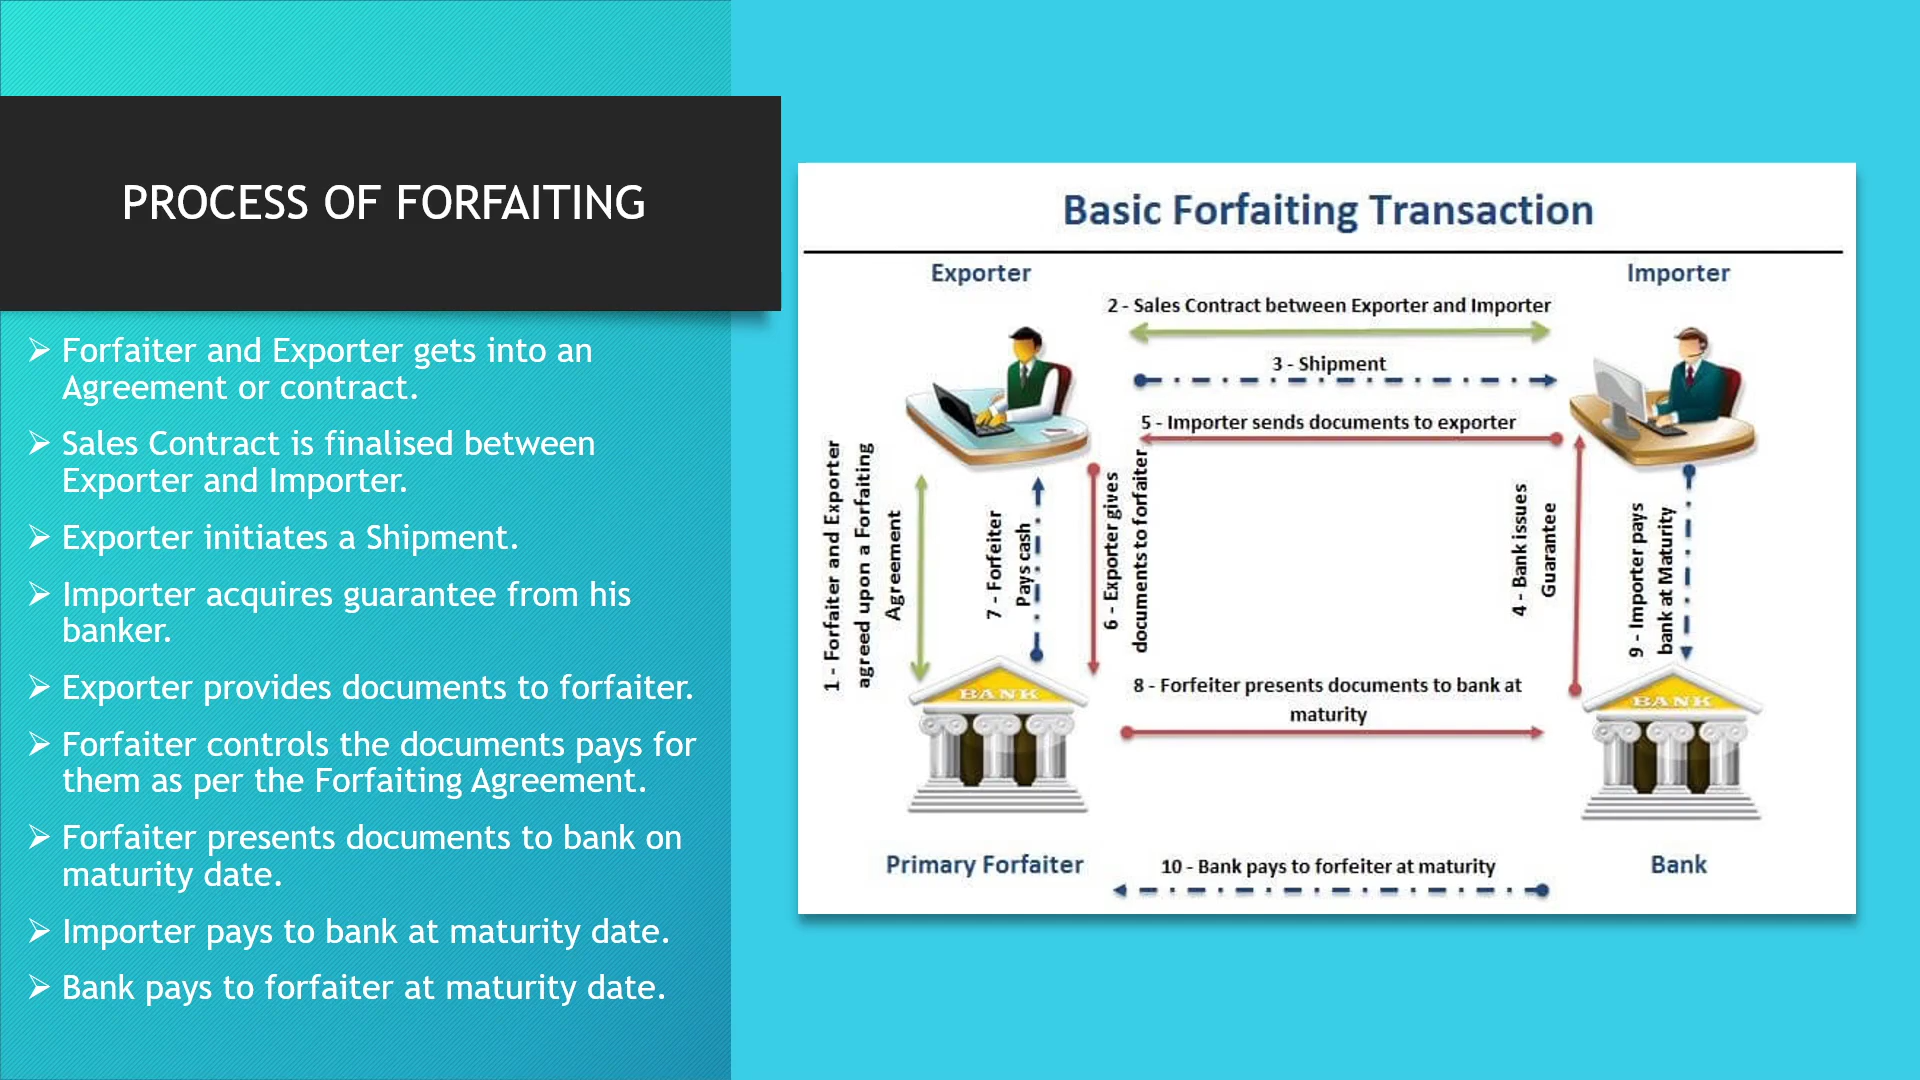 PROCESS OF FORFAITING
Forfaiter and Exporter gets into an
Agreement or contract.
Sales Contract is finalised between
Exporter and Importer.
Exporter initiates a Shipment.
Importer acquires guarantee from his
banker.
Exporter provides documents to forfaiter.
Forfaiter controls the documents pays for
them as per the Forfaiting Agreement.
Forfaiter presents documents to bank on
maturity date.
Importer pays to bank at maturity date.
Bank pays to forfaiter at maturity date.
Basic Forfaiting Transaction
Exporter
Importer
2 - Sales Contract between Exporter and Importer
3 - Shipment
5 - Importer sends documents to exporter
1 - Forfaiter and Exporter
agreed upon a Forfaiting
Agreement
7 - Forfeiter
Pays cash
6 - Exporter gives
documents to forfaiter
4 - Bank issues
Guarantee
9 - Importer pays
bank at Maturity
8 - Forfeiter presents documents to bank at
maturity
BANK
BANK
Primary Forfaiter
10 - Bank pays to forfeiter at maturity
Bank